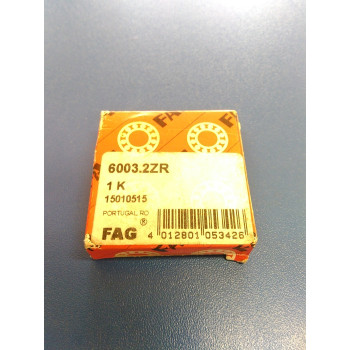 FAG FAG
6003.2ZR
1 K
15010515
PORTUGAL RO
FAG ® 4 012801 053426